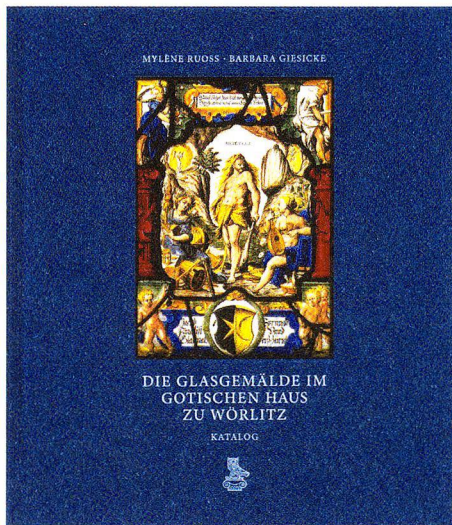 MYLÈNE RUOSS · BARBARA GIESICKE
DIE GLASGEMÄLDE IM
GOTISCHEN HAUS
ZU WÖRLITZ
KATALOG